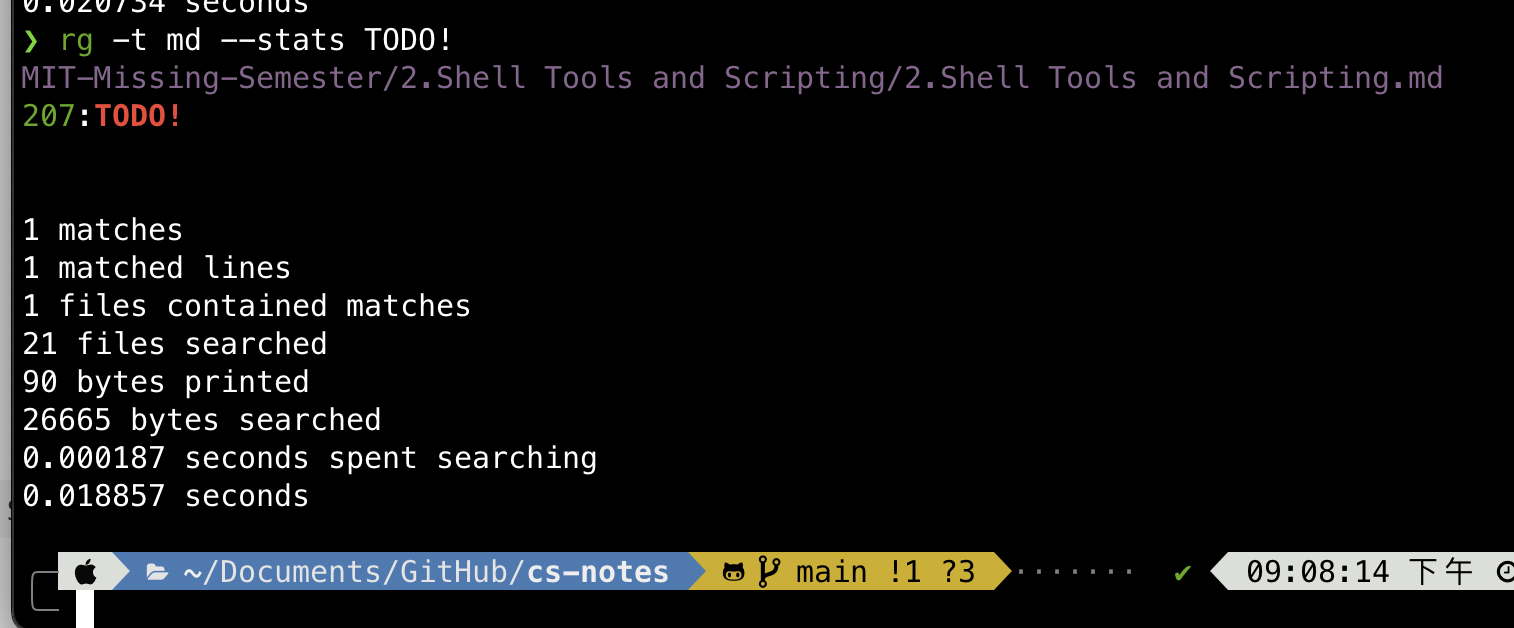 0.020734 seconds
❯ rg -t md --stats TODO!
MIT-Missing-Semester/2.Shell Tools and Scripting/2.Shell Tools and Scripting.md
207:TODO!
1 matches
1 matched lines
1 files contained matches
21 files searched
90 bytes printed
26665 bytes searched
0.000187 seconds spent searching
0.018857 seconds
~/Documents/GitHub/cs-notes main !1 ?3 ······· ✔ 09:08:14 下午